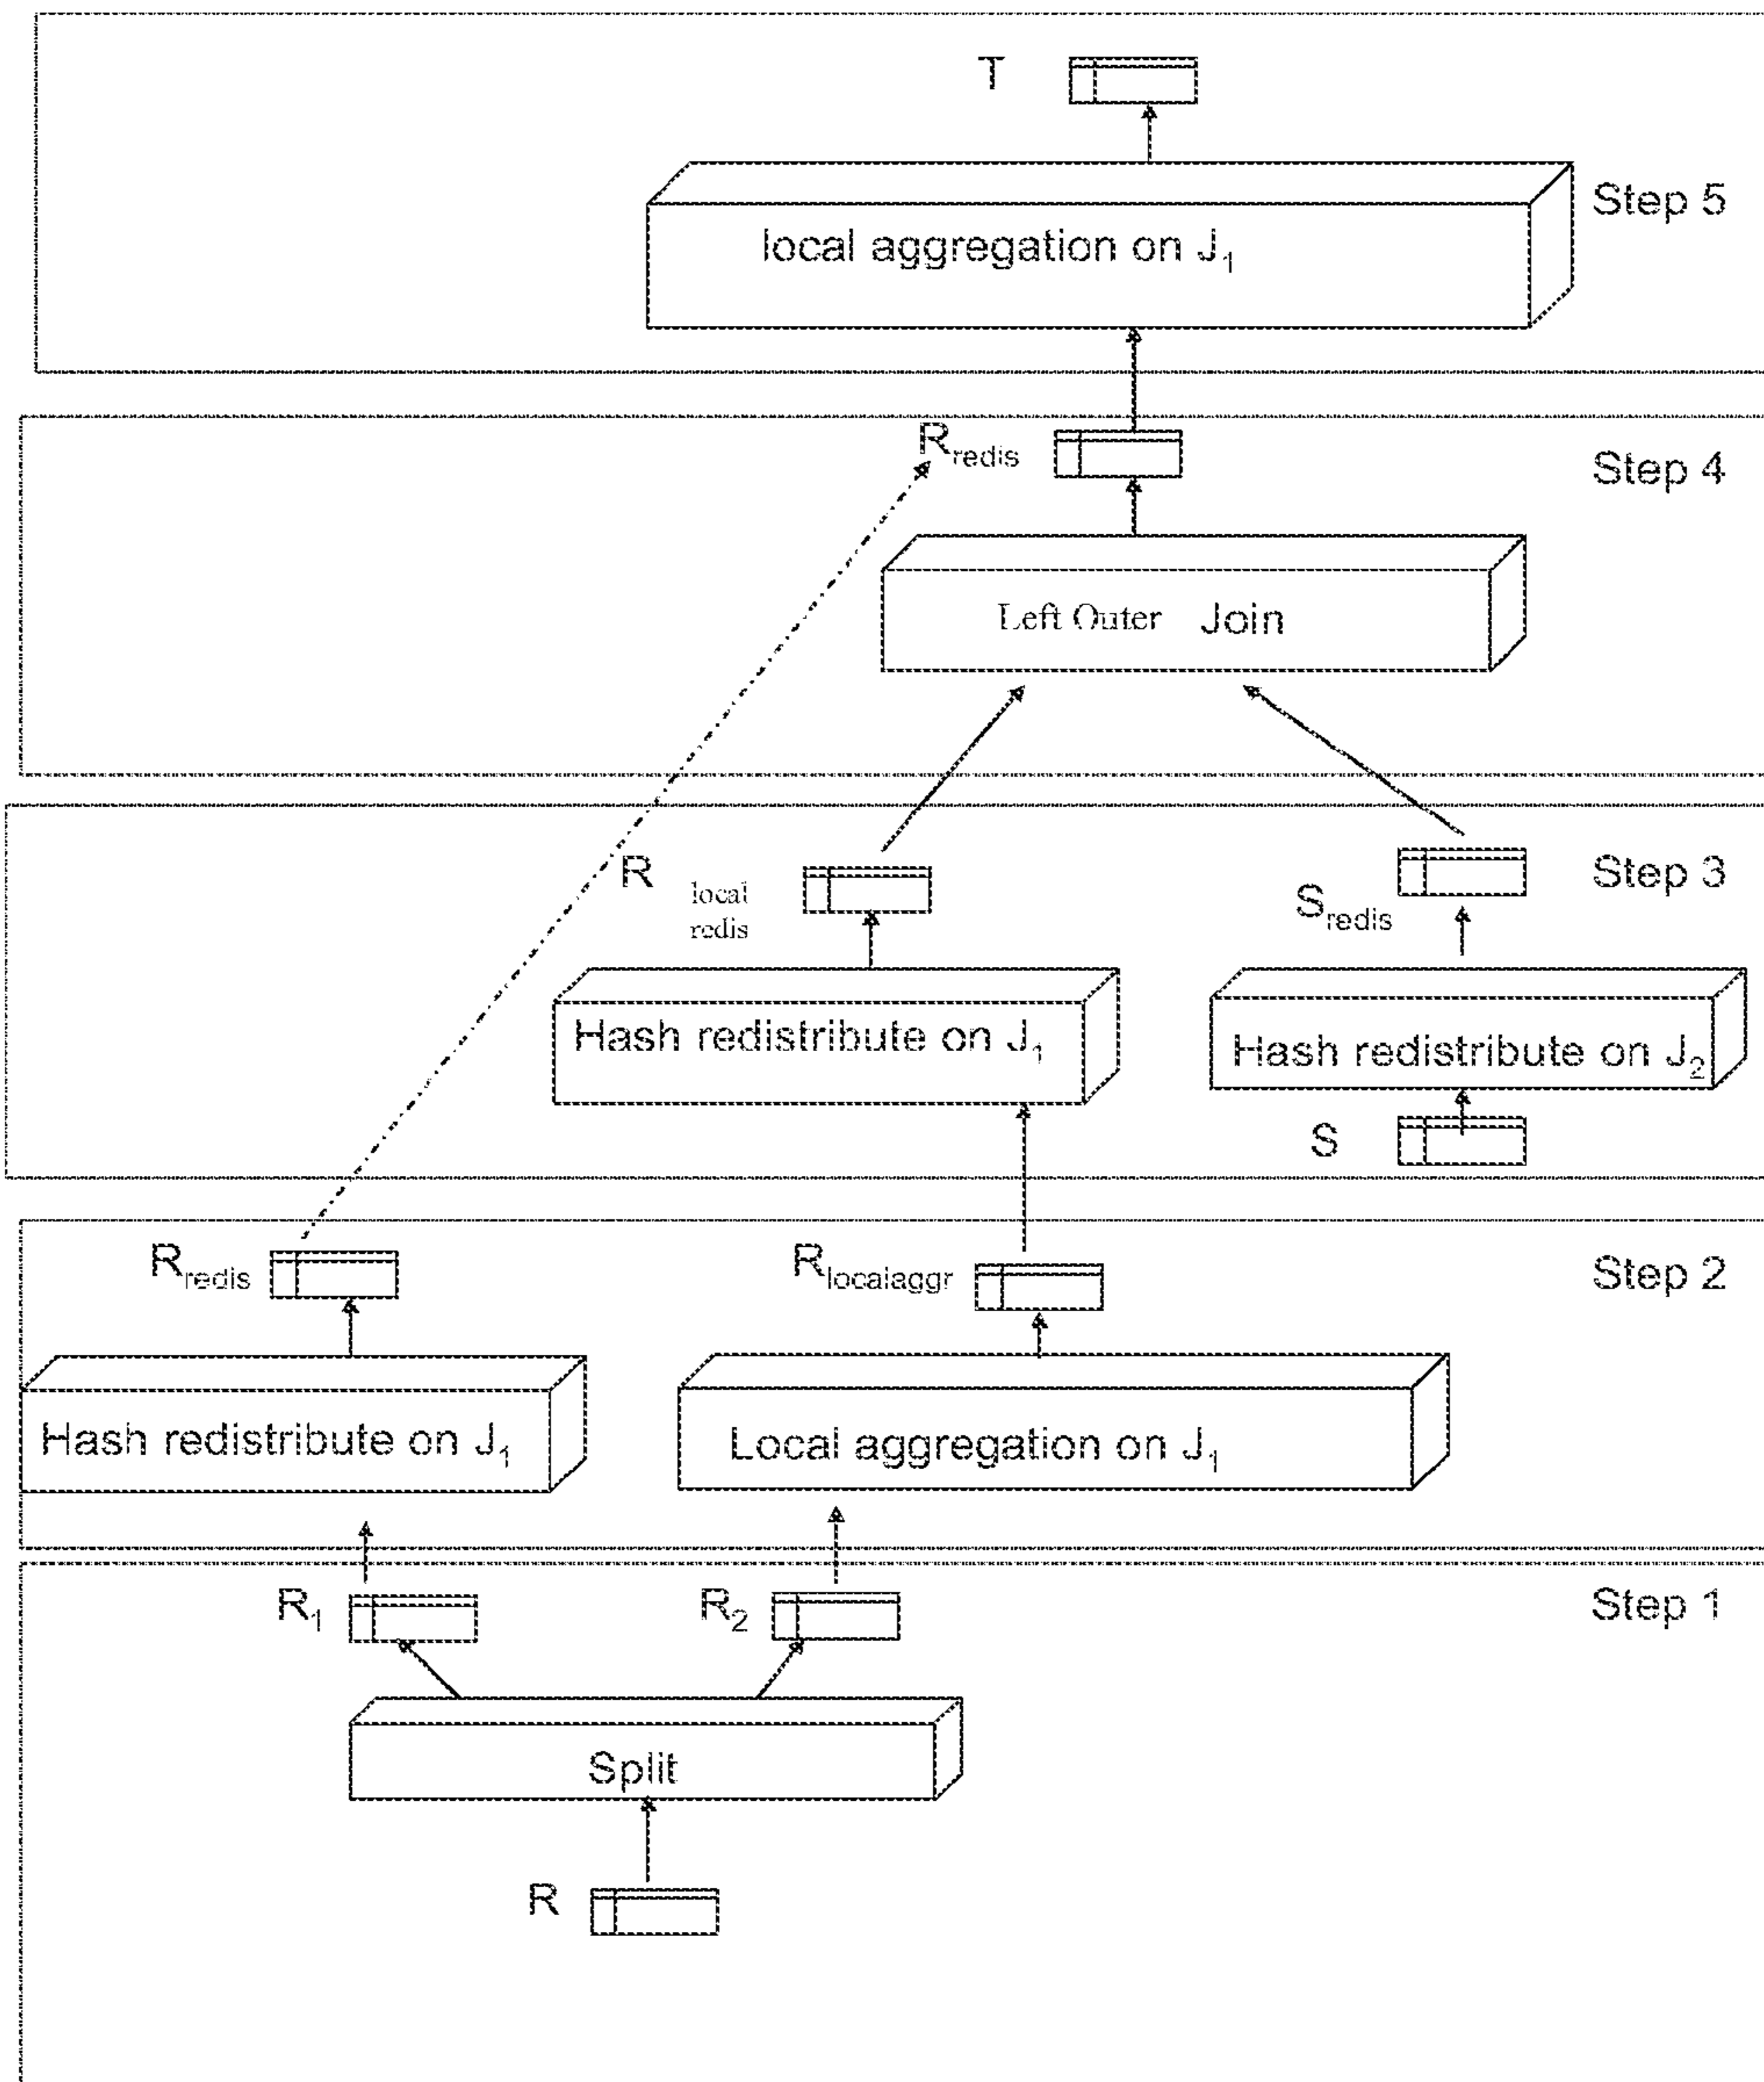 T
Step 5
local aggregation on J1
Rredis
Step 4
Left Outer Join
R local redis
Sredis
Step 3
Hash redistribute on J1
Hash redistribute on J2
S
Rredis
Rlocalaggr
Step 2
Hash redistribute on J1
Local aggregation on J1
R1
R2
Step 1
Split
R